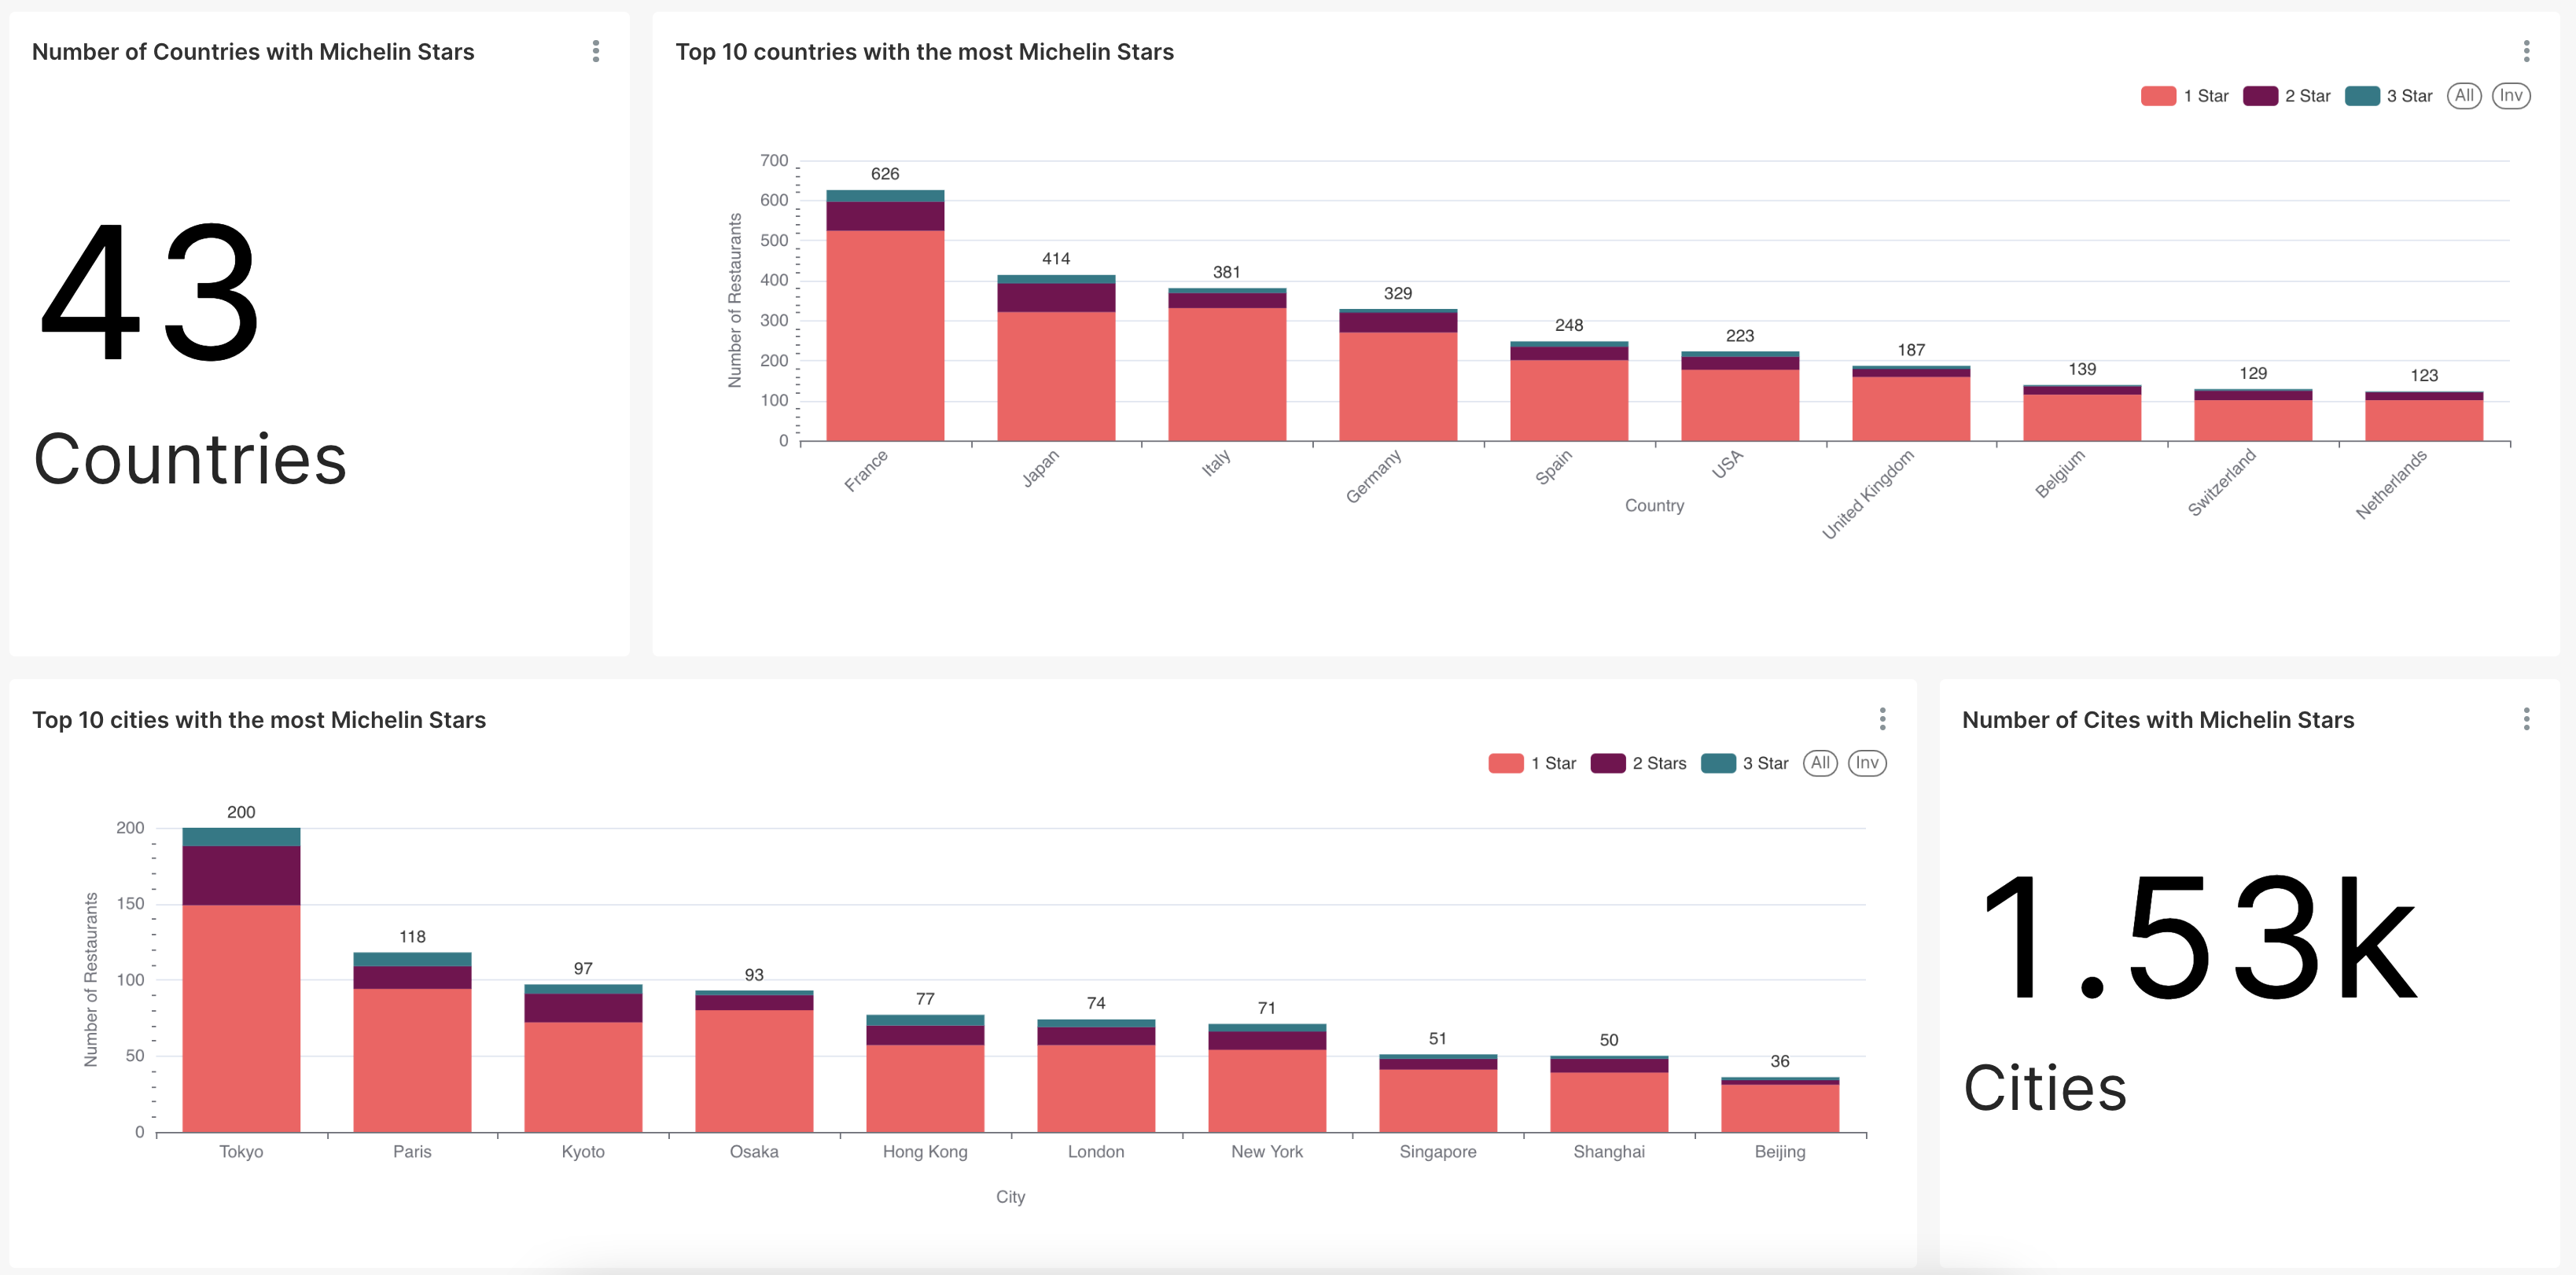 Number of Countries with Michelin Stars
43
Countries
Top 10 countries with the most Michelin Stars
1 Star 2 Star 3 Star All Inv
Number of Restaurants
700
600
500
400
300
200
100
0
626
414
381
329
248
223
187
139
129
123
France
Japan
Italy
Germany
Spain
USA
United Kingdom
Belgium
Switzerland
Netherlands
Country
Top 10 cities with the most Michelin Stars
1 Star 2 Stars 3 Star All Inv
Number of Restaurants
200
150
100
50
0
200
118
97
93
77
74
71
51
50
36
Tokyo
Paris
Kyoto
Osaka
Hong Kong
London
New York
Singapore
Shanghai
Beijing
City
Number of Cites with Michelin Stars
1.53k
Cities